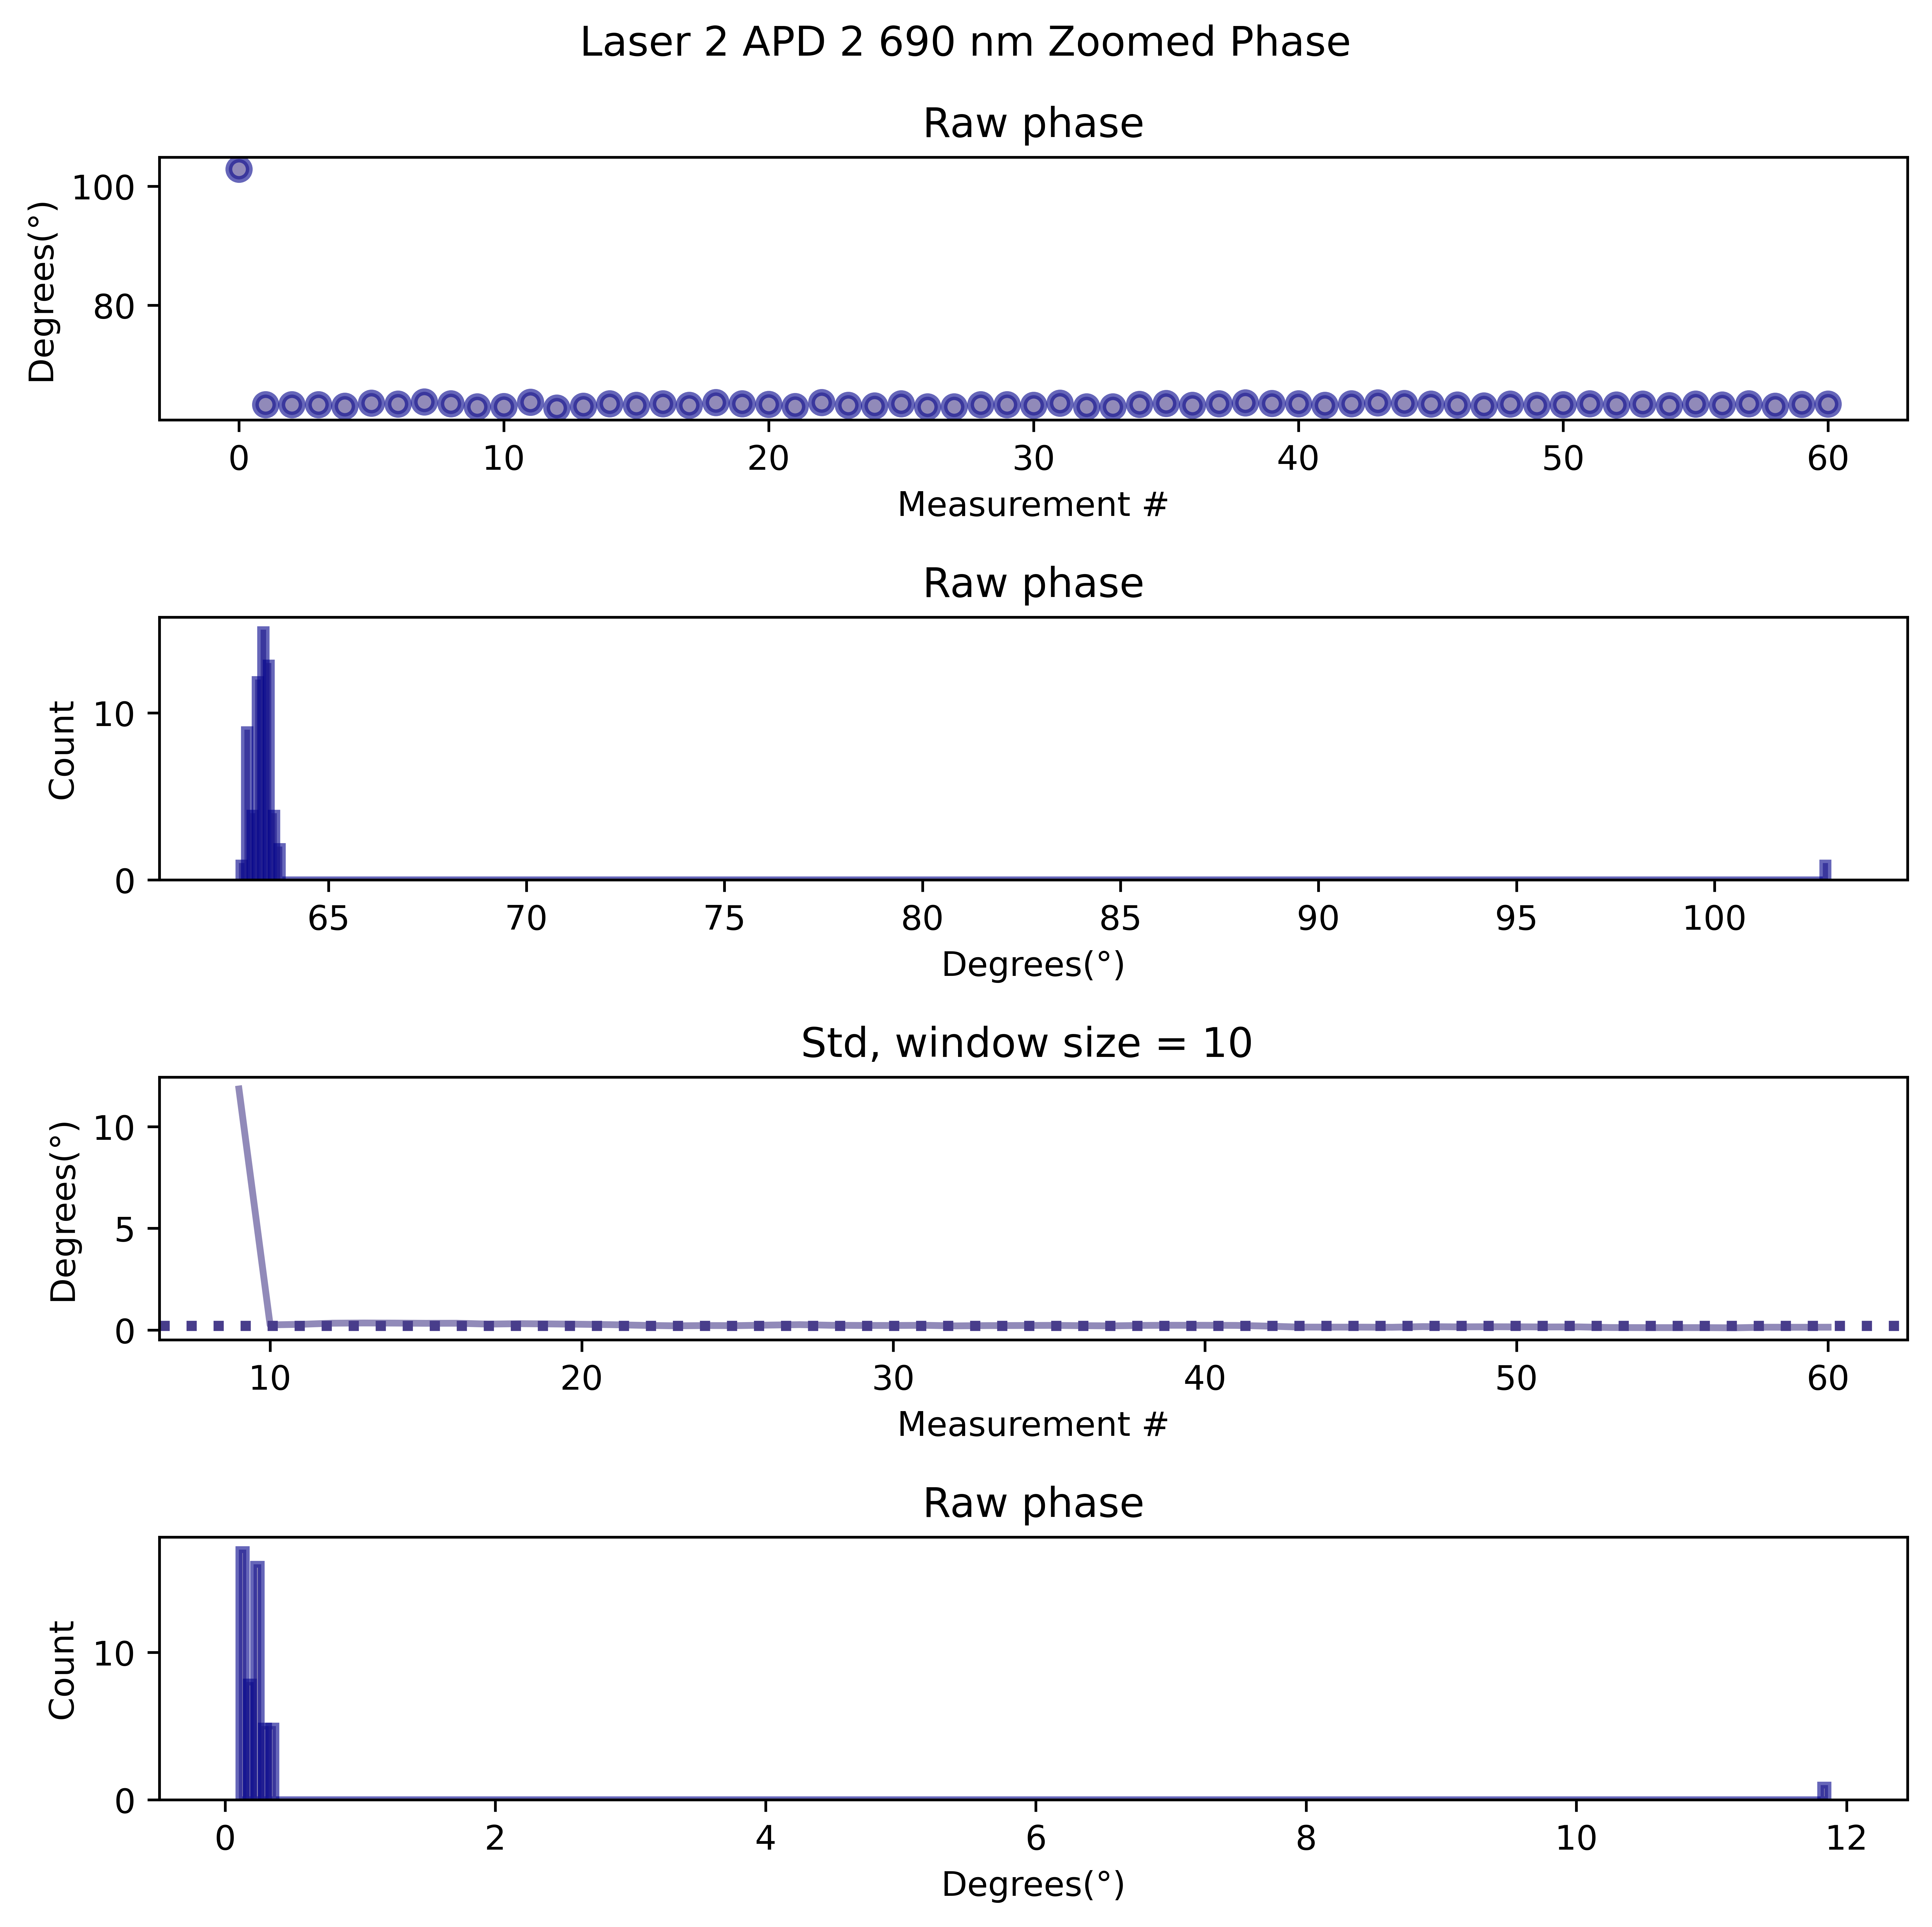 Laser 2 APD 2 690 nm Zoomed Phase
Raw phase
100
80
Degrees(°)
0 10 20 30 40 50 60
Measurement #
Raw phase
10
0
Count
65 70 75 80 85 90 95 100
Degrees(°)
Std, window size = 10
10
5
0
Degrees(°)
10 20 30 40 50 60
Measurement #
Raw phase
10
0
Count
0 2 4 6 8 10 12
Degrees(°)